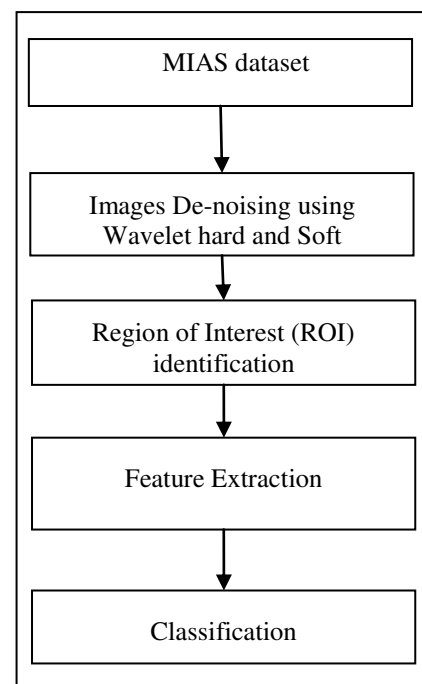 MIAS dataset
Images De-noising using
Wavelet hard and Soft
Region of Interest (ROI)
identification
Feature Extraction
Classification